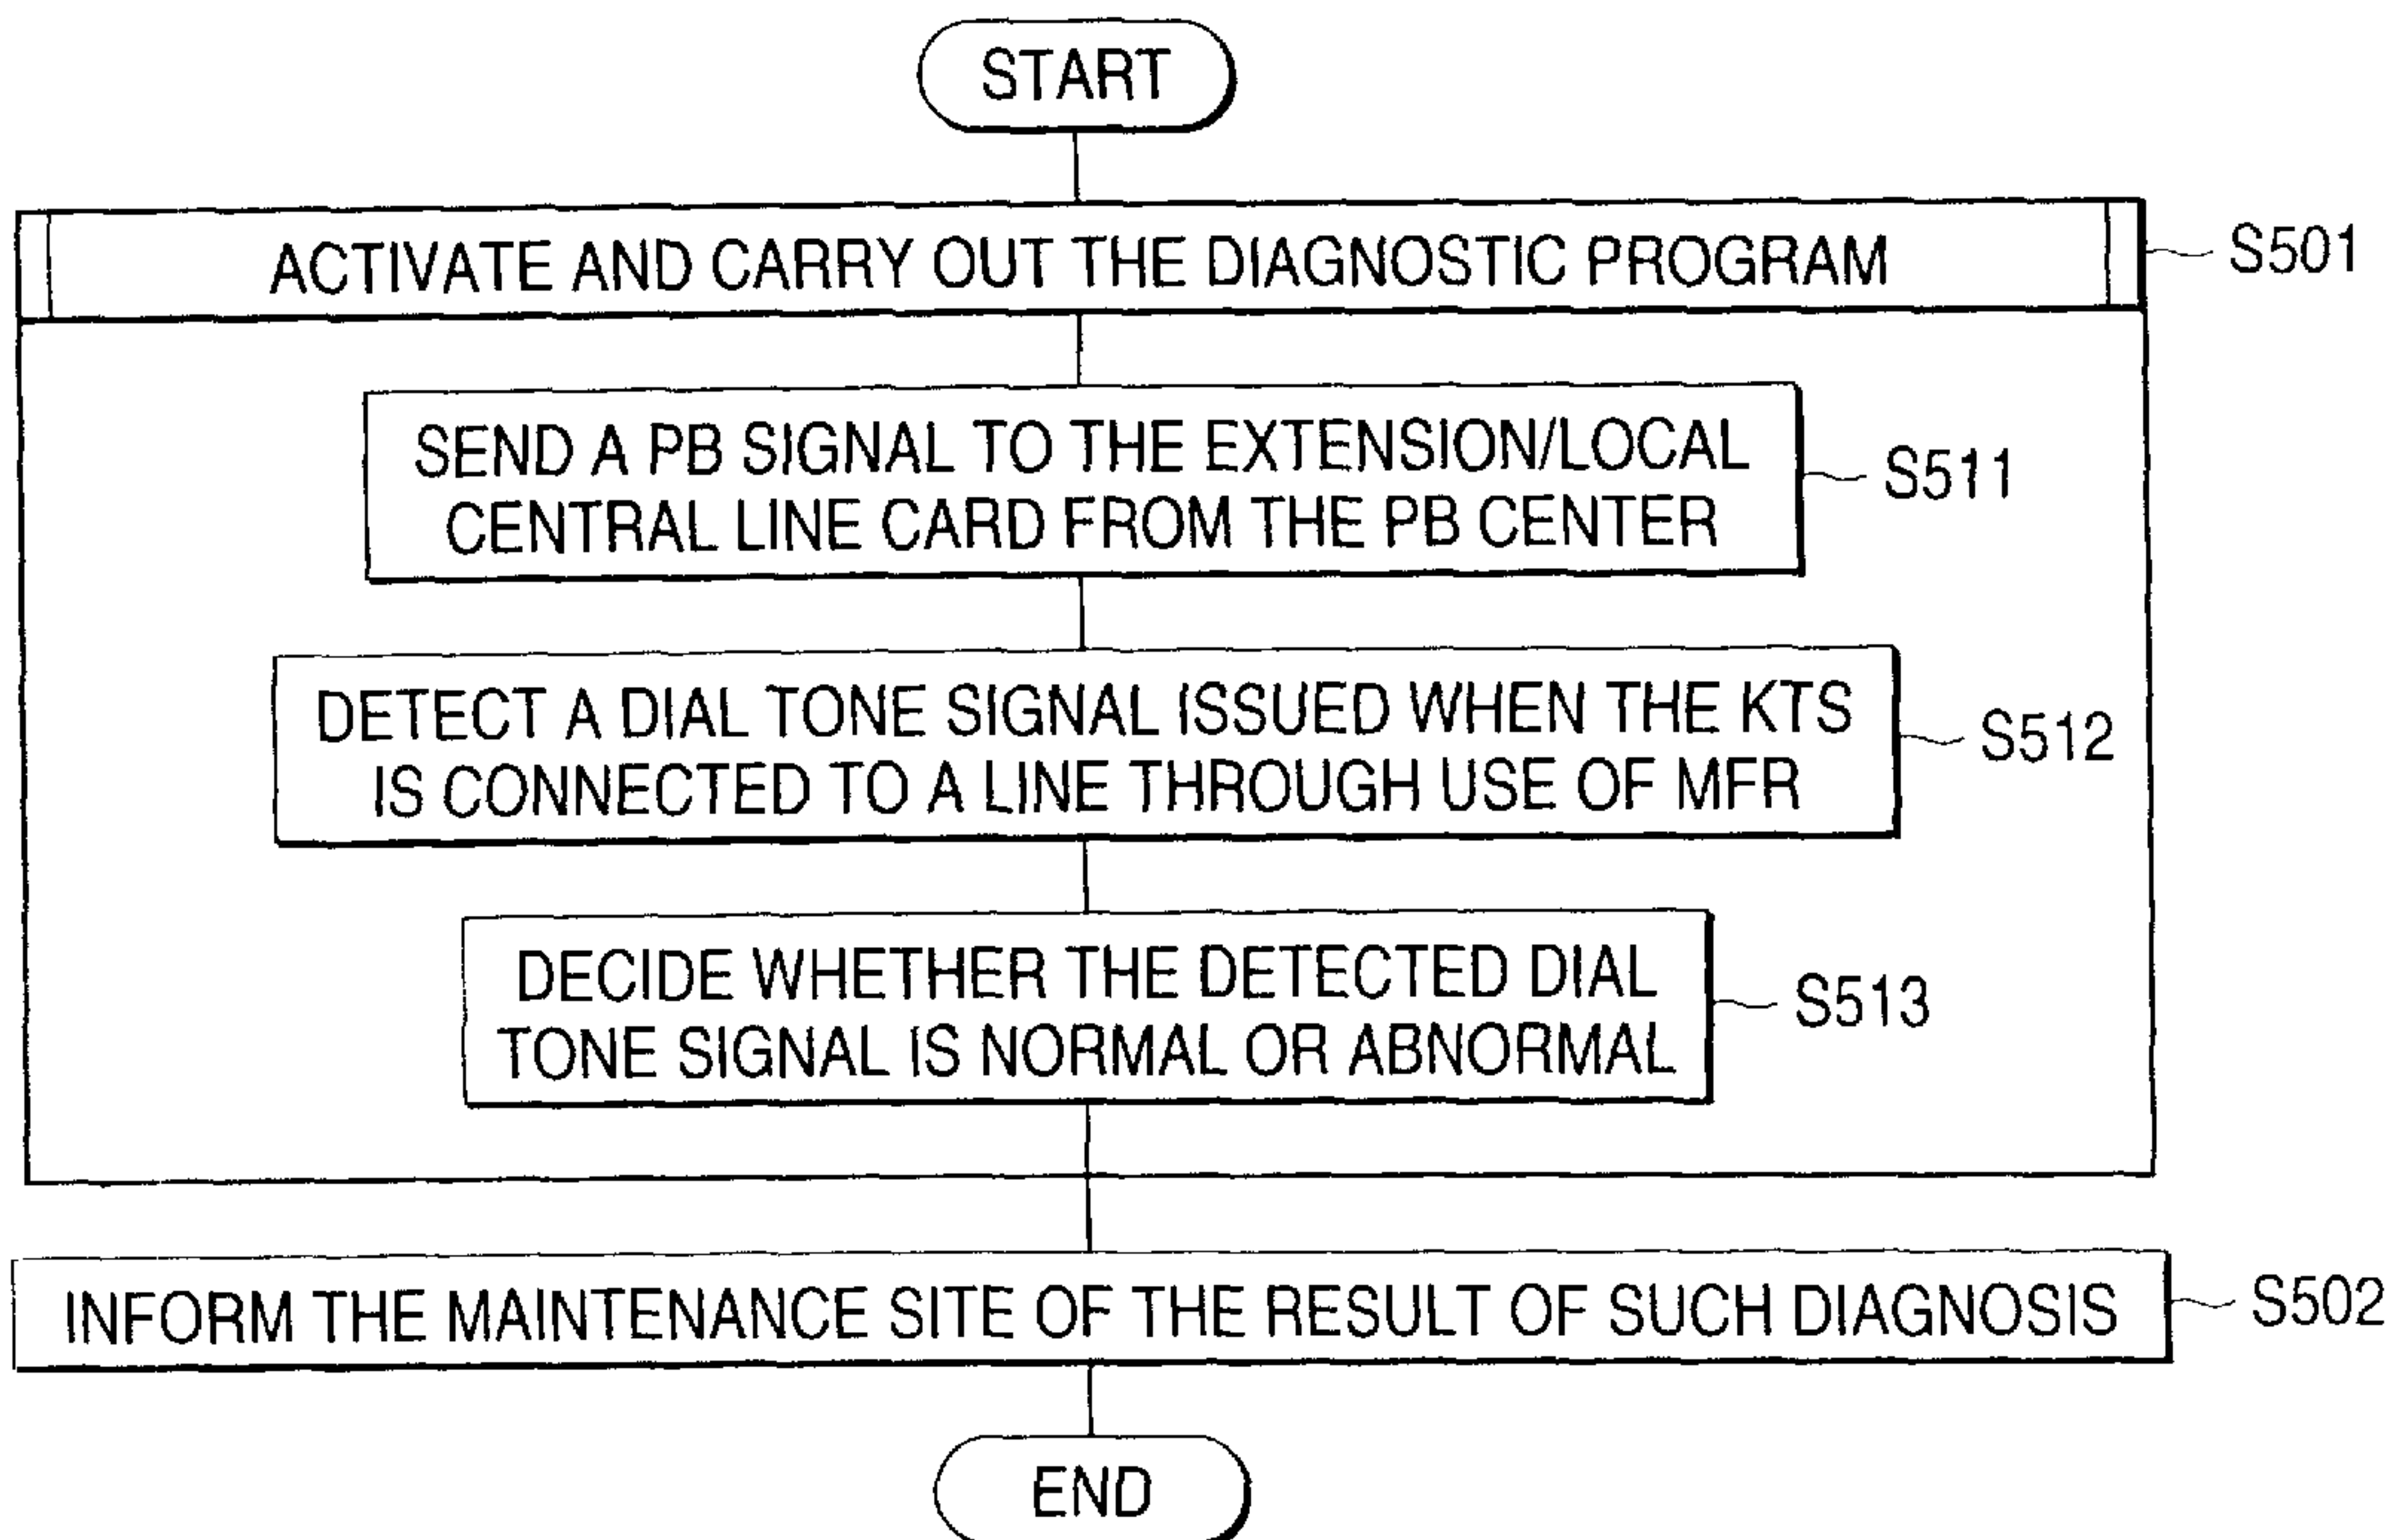 START
ACTIVATE AND CARRY OUT THE DIAGNOSTIC PROGRAM
S501
SEND A PB SIGNAL TO THE EXTENSION/LOCAL
CENTRAL LINE CARD FROM THE PB CENTER
S511
DETECT A DIAL TONE SIGNAL ISSUED WHEN THE KTS
IS CONNECTED TO A LINE THROUGH USE OF MFR
S512
DECIDE WHETHER THE DETECTED DIAL
TONE SIGNAL IS NORMAL OR ABNORMAL
S513
INFORM THE MAINTENANCE SITE OF THE RESULT OF SUCH DIAGNOSIS
S502
END